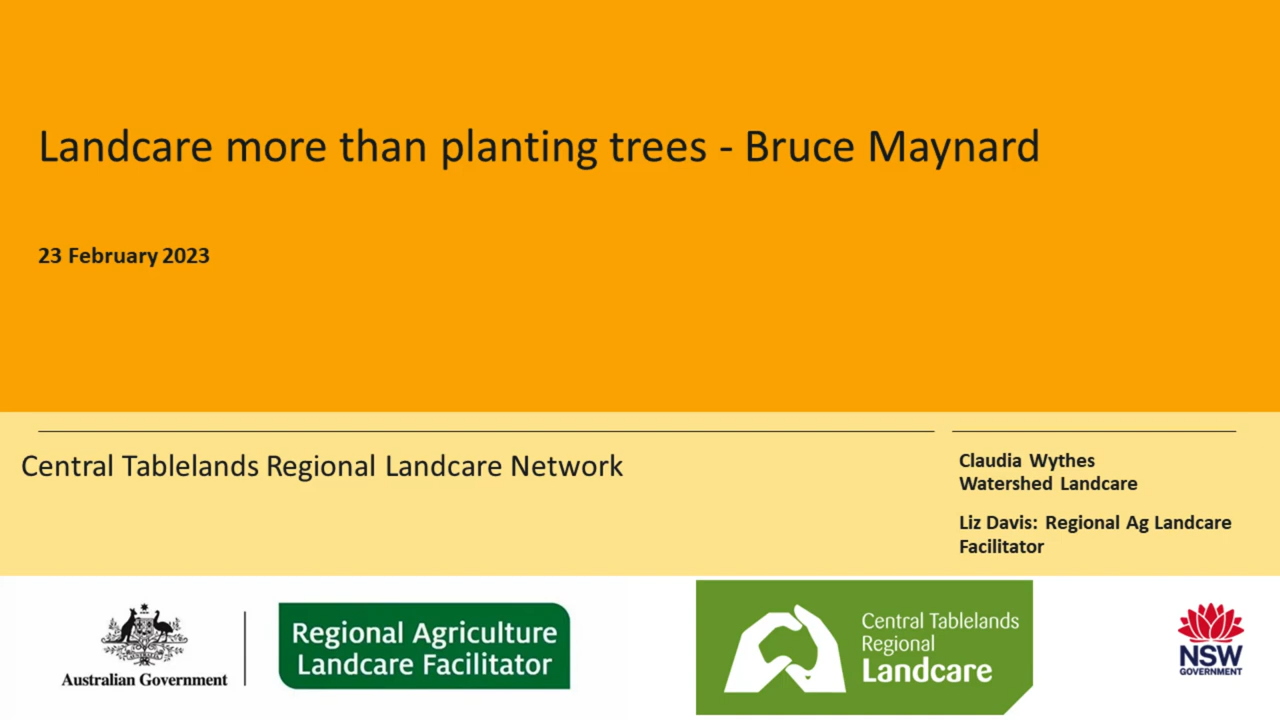 Landcare more than planting trees - Bruce Maynard
23 February 2023
Central Tablelands Regional Landcare Network
Claudia Wythes
Watershed Landcare
Liz Davis: Regional Ag Landcare
Facilitator
Australian Government
Regional Agriculture
Landcare Facilitator
Central Tablelands
Regional
Landcare
NSW
GOVERNMENT